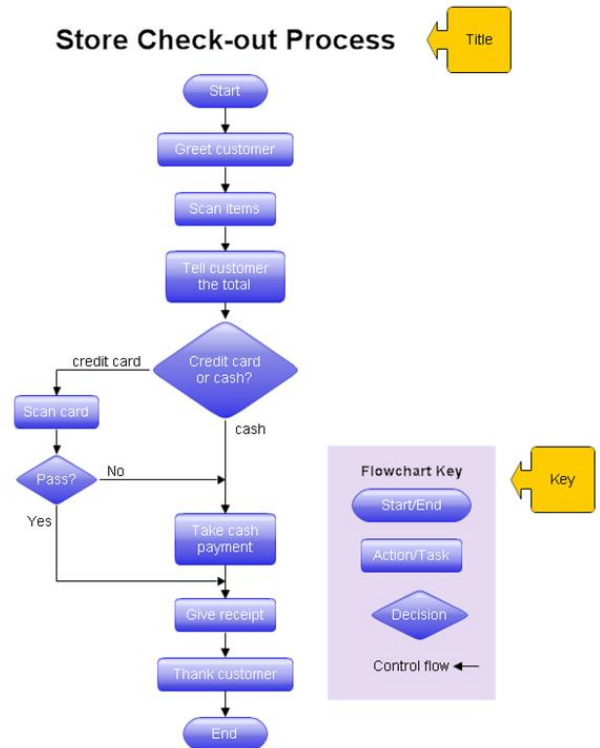 Store Check-out Process
Title
Start
Greet customer
Scan items
Tell customer
the total
Credit card
or cash?
credit card
Scan card
cash
Pass?
No
Yes
Take cash
payment
Give receipt
Thank customer
End
Flowchart Key
Key
Start/End
Action/Task
Decision
Control flow